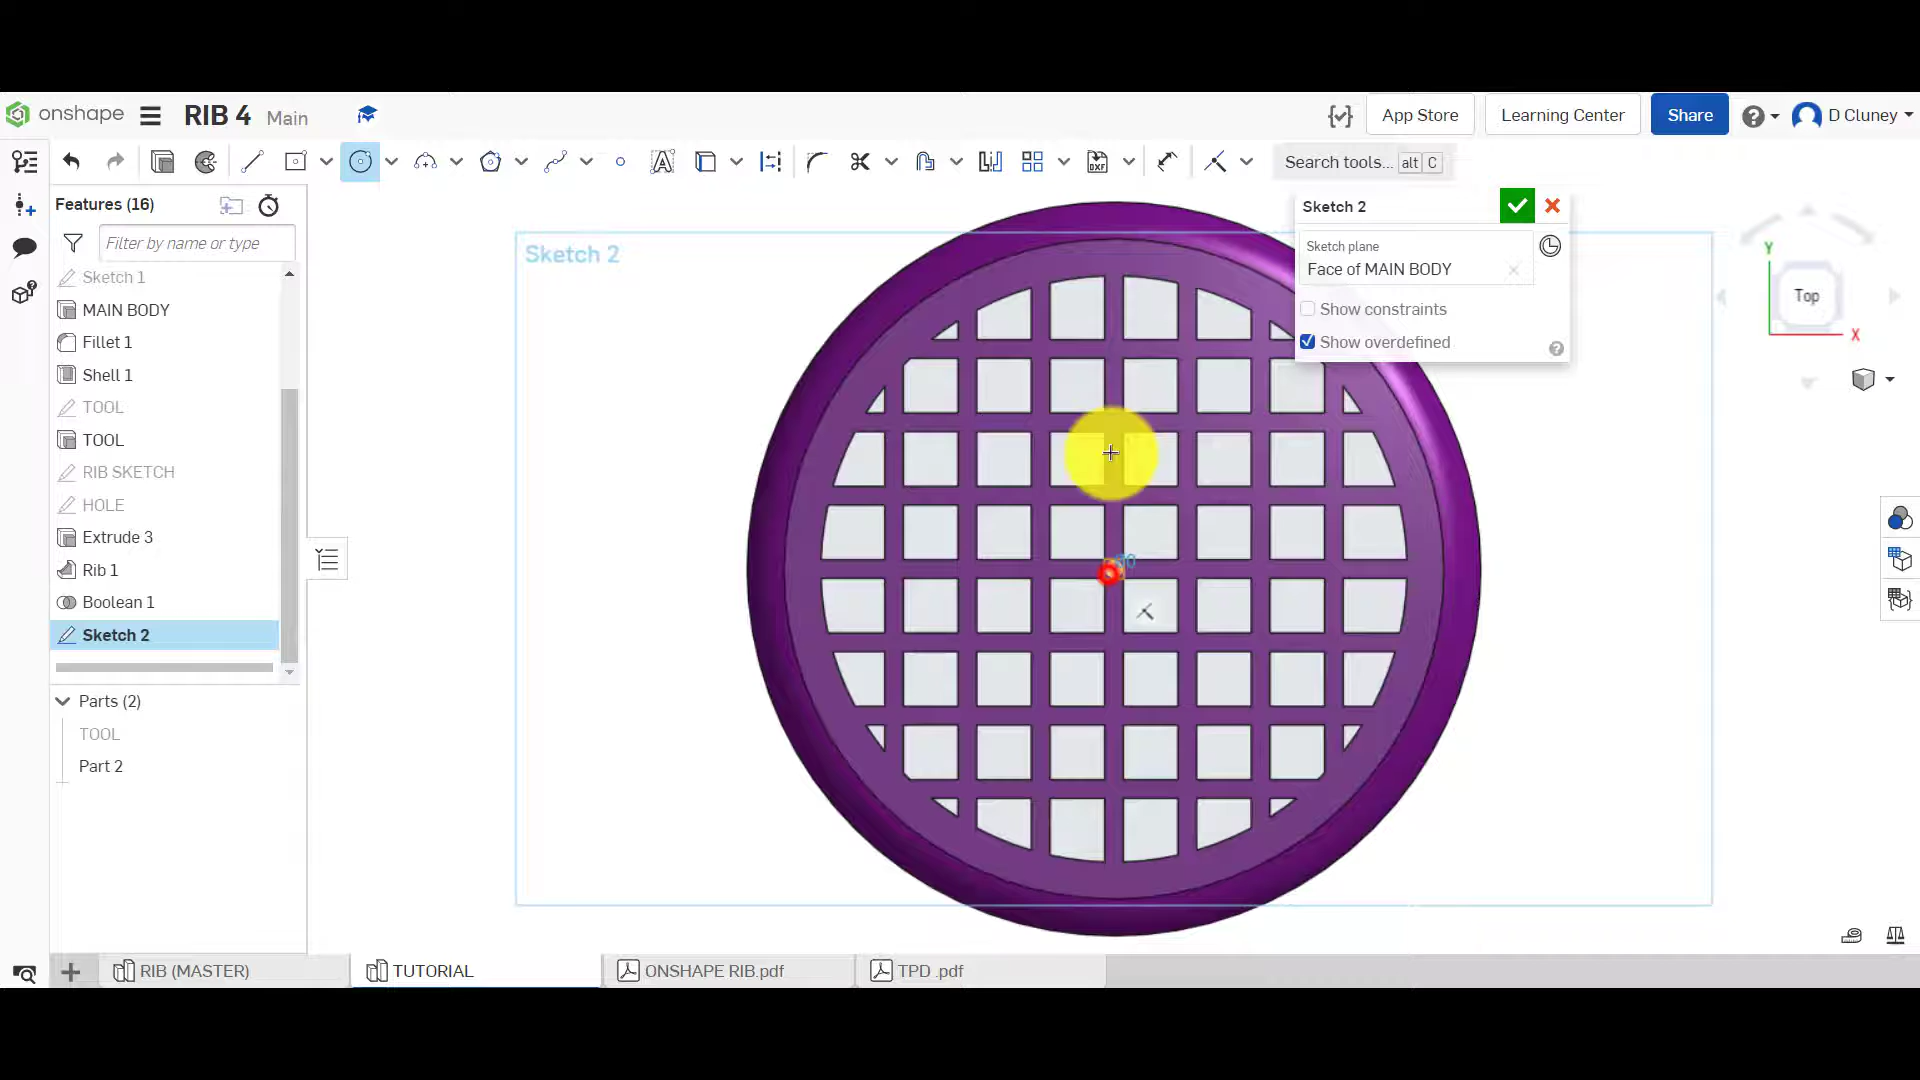 onshape
RIB 4 Main
App Store
Learning Center
Share
D Cluney
Search tools... alt C
DXF
Features (16)
Filter by name or type
Sketch 1
MAIN BODY
Fillet 1
Shell 1
TOOL
TOOL
RIB SKETCH
HOLE
Extrude 3
Rib 1
Boolean 1
Sketch 2
Parts (2)
TOOL
Part 2
Sketch 2
Sketch 2
Sketch plane
Face of MAIN BODY
Show constraints
Show overdefined
Y
Top
X
RIB (MASTER)
TUTORIAL
ONSHAPE RIB.pdf
TPD .pdf